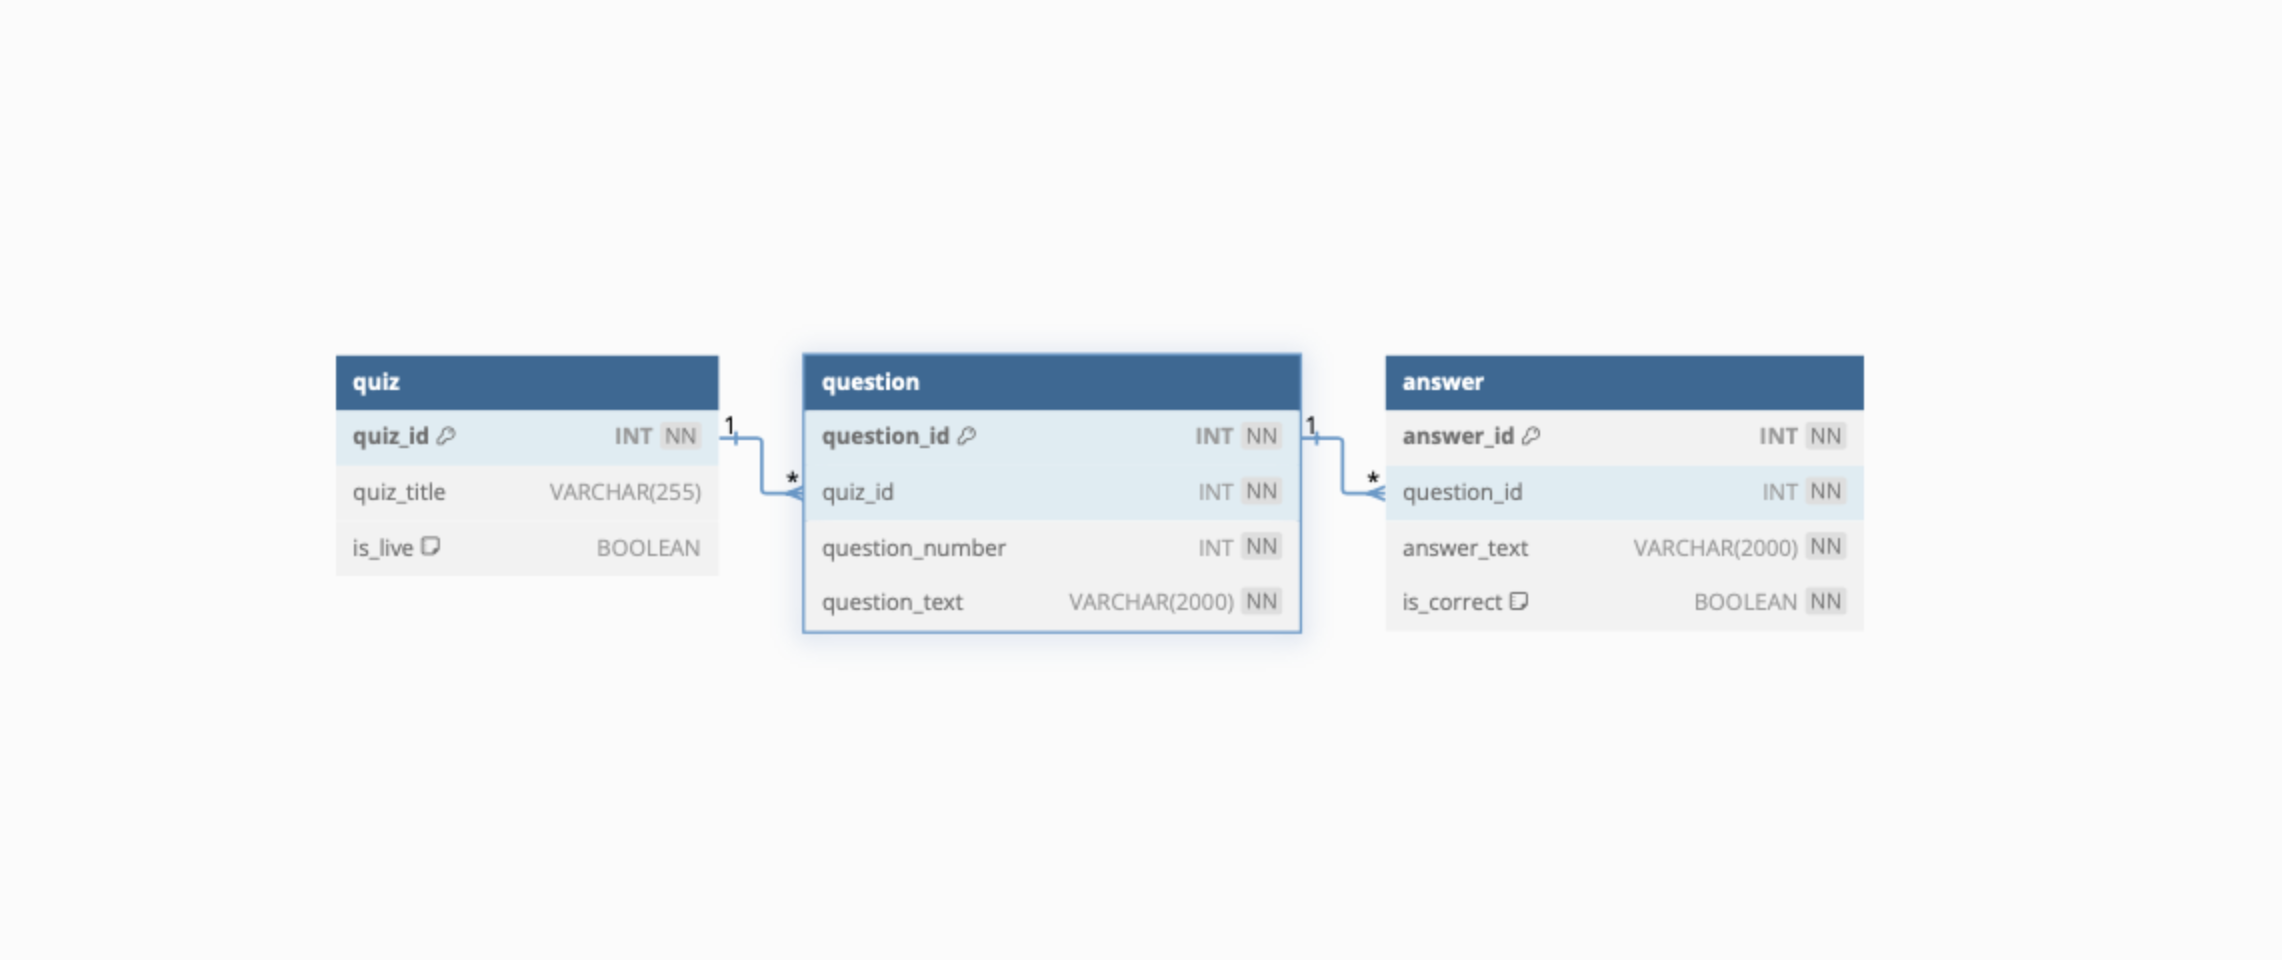 quiz
quiz_id INT NN
quiz_title VARCHAR(255)
is_live BOOLEAN
1
*
question
question_id INT NN
quiz_id INT NN
question_number INT NN
question_text VARCHAR(2000) NN
1
*
answer
answer_id INT NN
question_id INT NN
answer_text VARCHAR(2000) NN
is_correct BOOLEAN NN